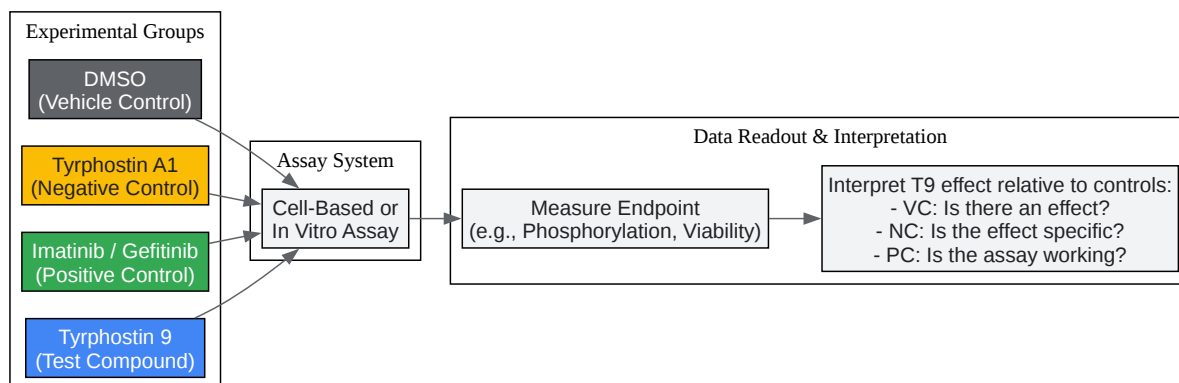 Experimental Groups
DMSO
(Vehicle Control)
Tyrphostin A1
(Negative Control)
Imatinib / Gefitinib
(Positive Control)
Tyrphostin 9
(Test Compound)
Assay System
Cell-Based or
In Vitro Assay
Data Readout & Interpretation
Measure Endpoint
(e.g., Phosphorylation, Viability)
Interpret T9 effect relative to controls:
- VC: Is there an effect?
- NC: Is the effect specific?
- PC: Is the assay working?